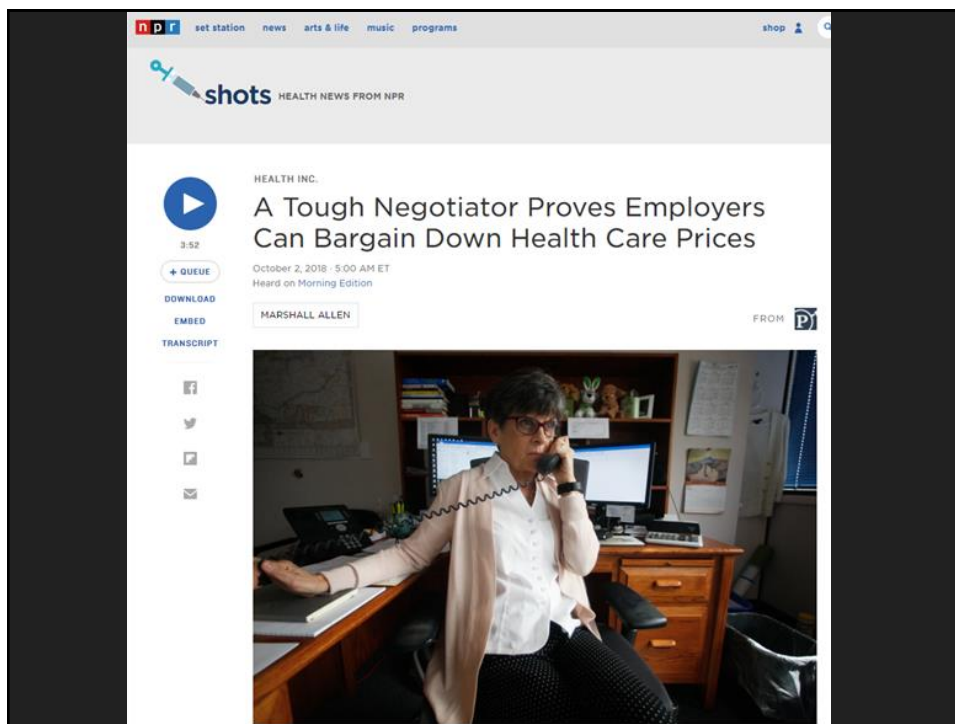 npr set station news arts & life music programs shop
shots HEALTH NEWS FROM NPR
HEALTH INC.
A Tough Negotiator Proves Employers
Can Bargain Down Health Care Prices
3:52
October 2, 2018 · 5:00 AM ET
+ QUEUE
Heard on Morning Edition
DOWNLOAD
MARSHALL ALLEN
EMBED
FROM P
TRANSCRIPT